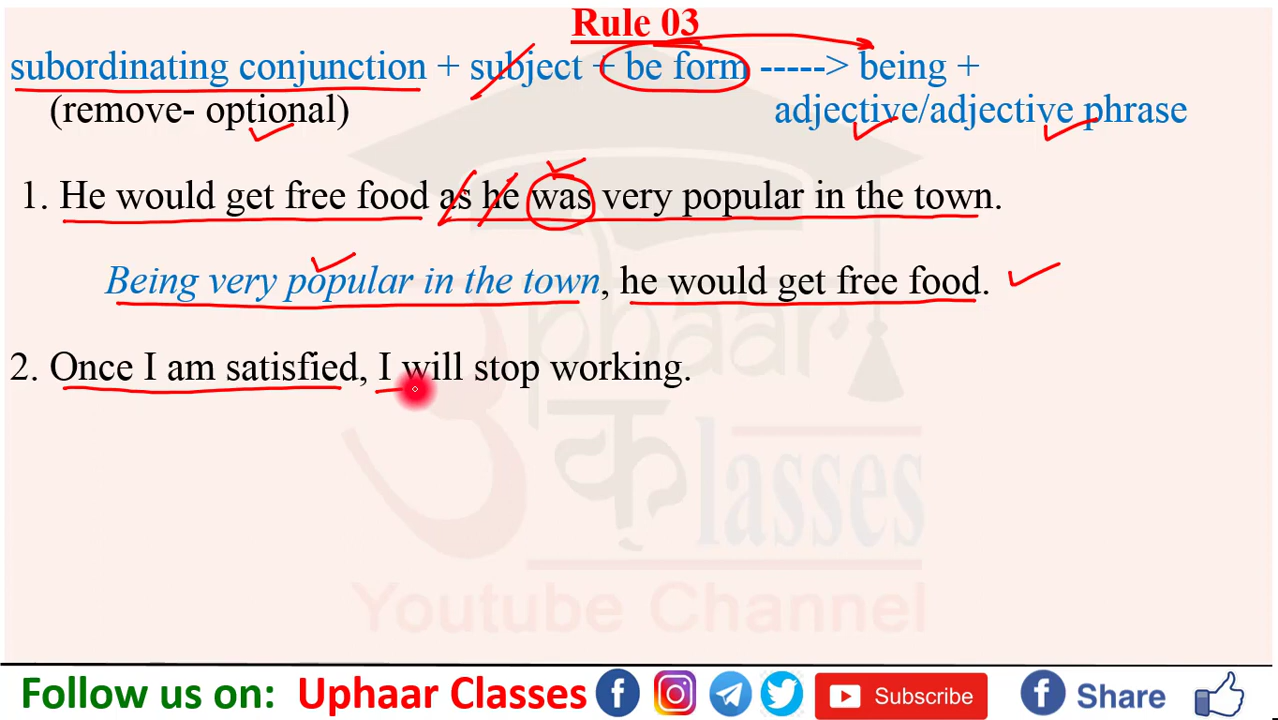 Rule 03
subordinating conjunction + subject + be form -----> being +
(remove- optional) adjective/adjective phrase
1. He would get free food as he was very popular in the town.
Being very popular in the town, he would get free food.
2. Once I am satisfied, I will stop working.
उphaar
कlasses
Youtube Channel
Follow us on: Uphaar Classes Subscribe Share